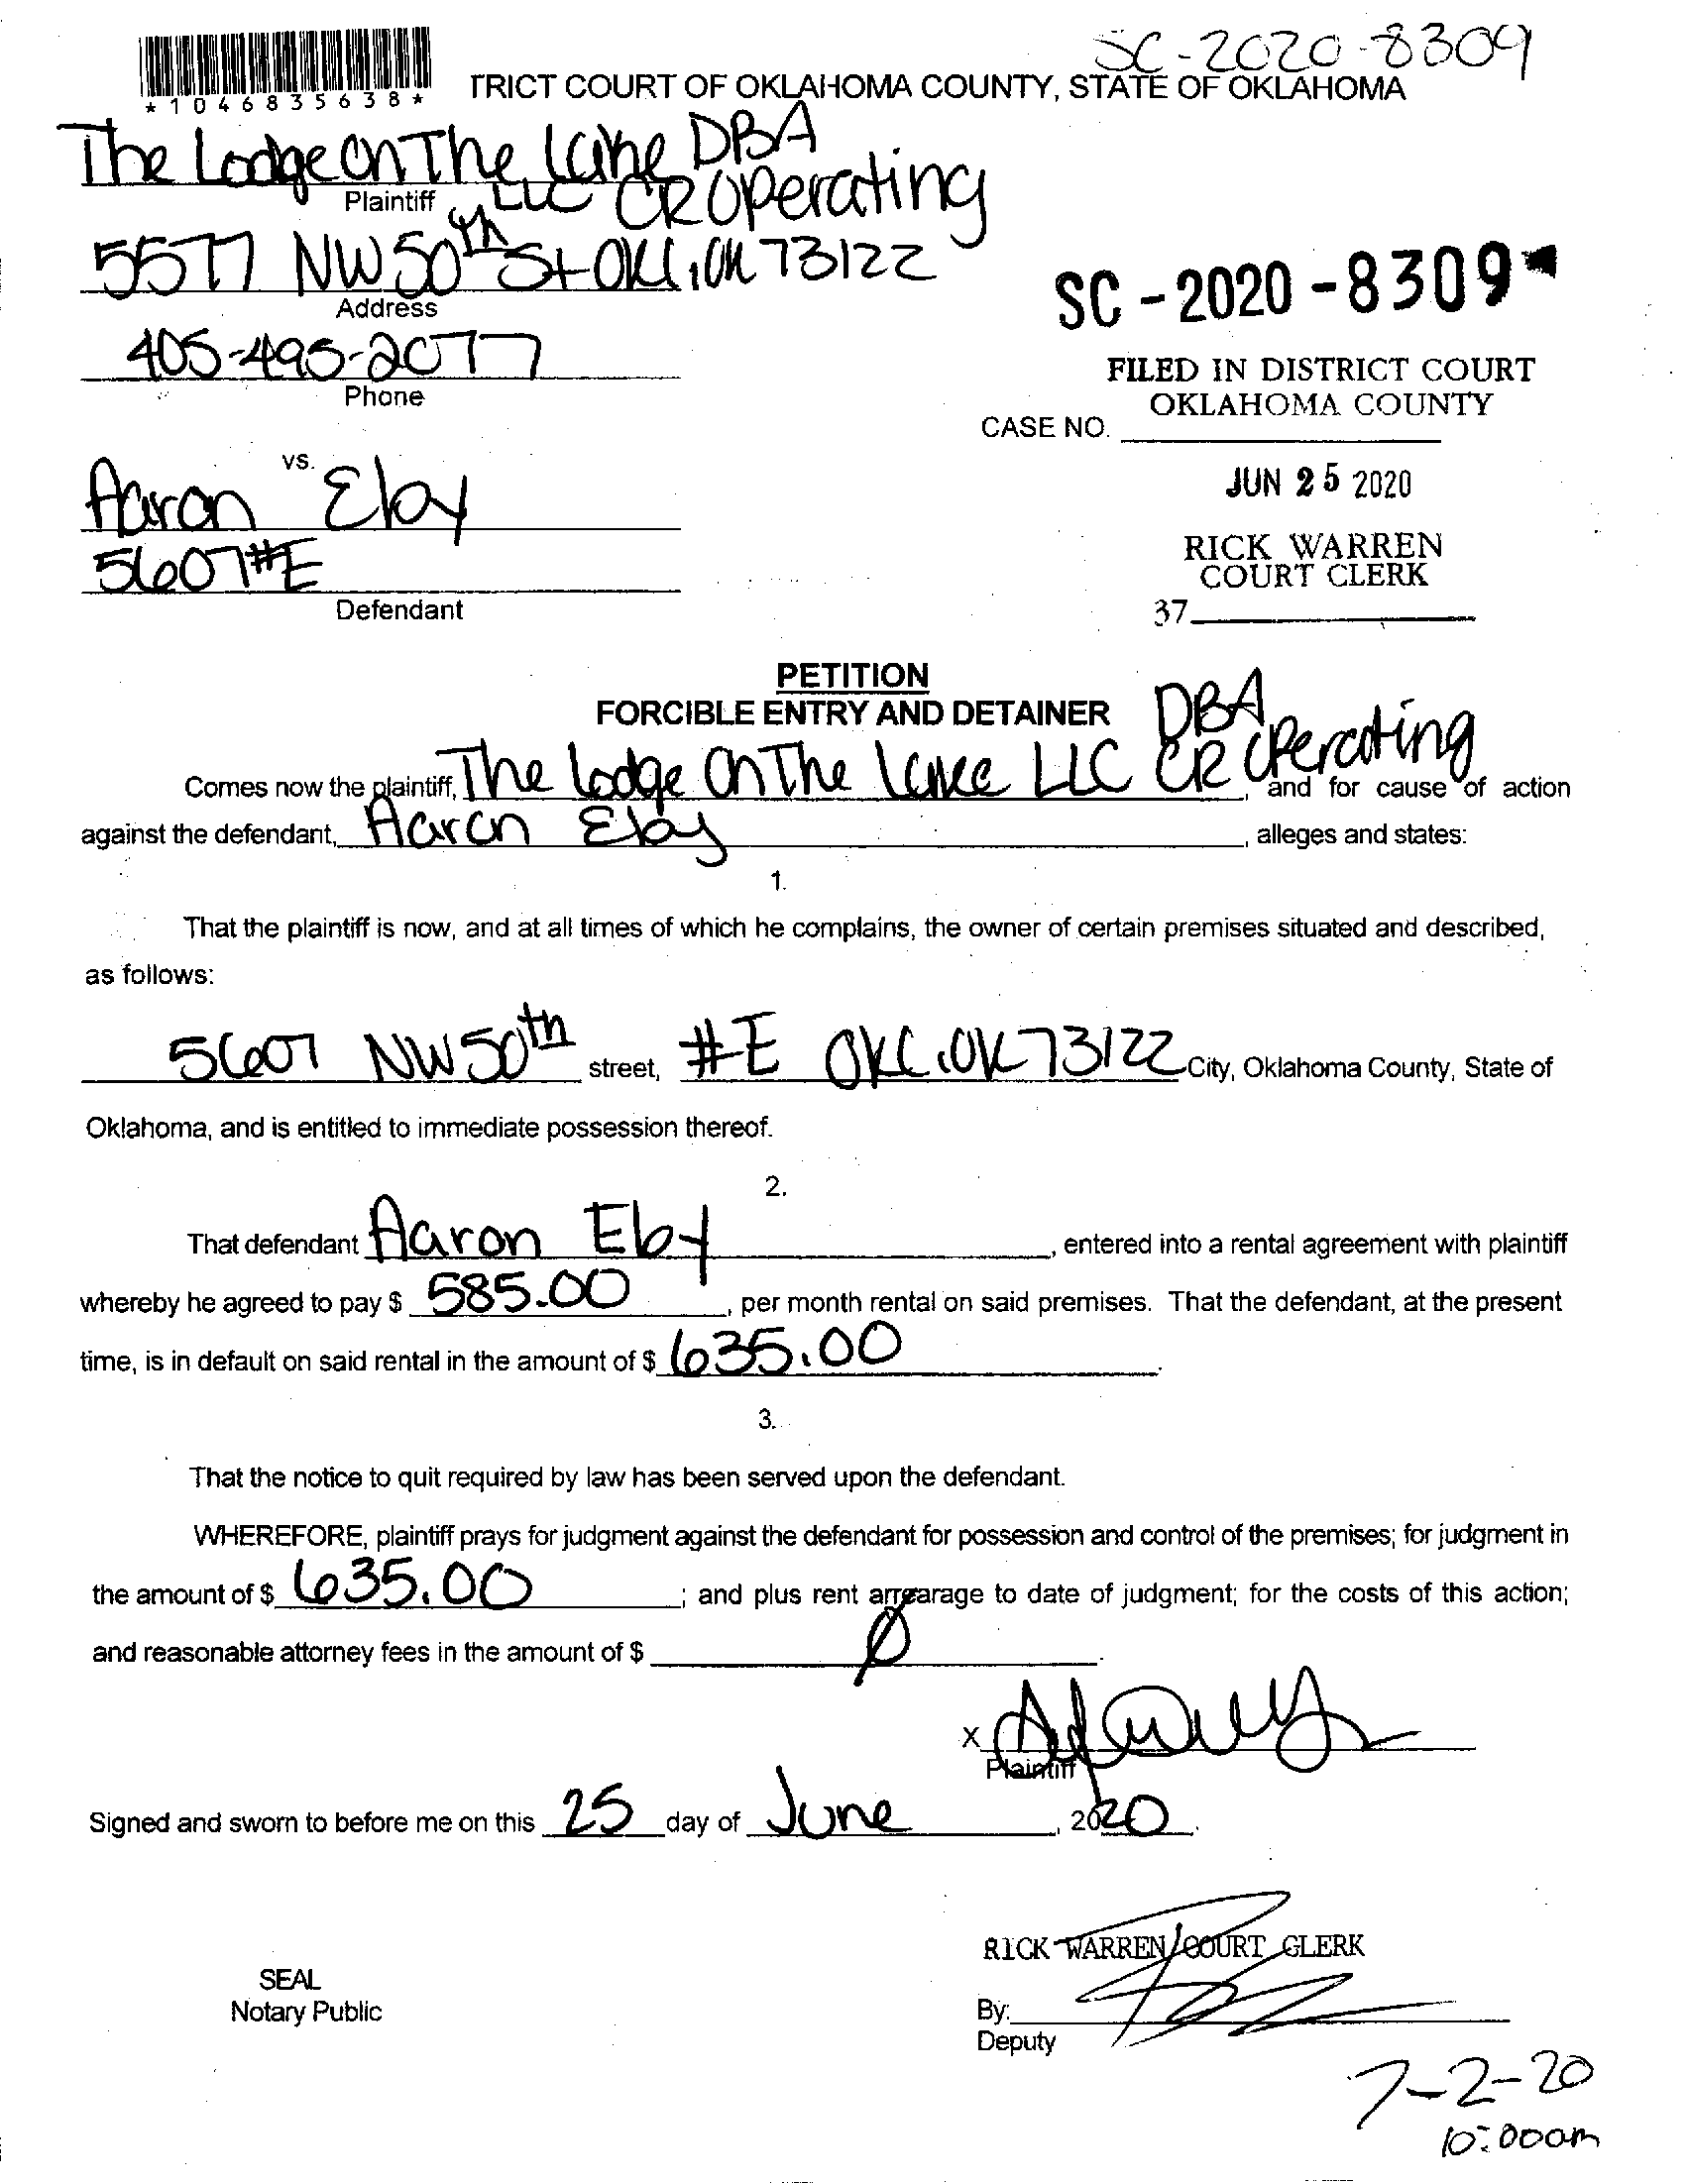 SC-2020-8309
*1046835638*
TRICT COURT OF OKLAHOMA COUNTY, STATE OF OKLAHOMA
The Lodge On The Lake DBA
Plaintiff LLC CR Operating
5577 NW 50th St OKC, OK 73122
Address
SC-2020-8309
405-495-2077
Phone
FILED IN DISTRICT COURT
OKLAHOMA COUNTY
CASE NO.
JUN 25 2020
vs.
Aaron Eby
5607 #E
Defendant
RICK WARREN
COURT CLERK
37
PETITION
FORCIBLE ENTRY AND DETAINER
DBA
Comes now the plaintiff, The Lodge On The Lake LLC CR Operating, and for cause of action
against the defendant, Aaron Eby, alleges and states:
1.
That the plaintiff is now, and at all times of which he complains, the owner of certain premises situated and described,
as follows:
5607 NW 50th street, #E OKC, OK 73122 City, Oklahoma County, State of
Oklahoma, and is entitled to immediate possession thereof.
2.
That defendant Aaron Eby, entered into a rental agreement with plaintiff
whereby he agreed to pay $ 585.00, per month rental on said premises. That the defendant, at the present
time, is in default on said rental in the amount of $ 635.00.
3.
That the notice to quit required by law has been served upon the defendant.
WHEREFORE, plaintiff prays for judgment against the defendant for possession and control of the premises; for judgment in
the amount of $ 635.00; and plus rent arrearage to date of judgment; for the costs of this action;
and reasonable attorney fees in the amount of $ Ø.
X
Plaintiff
Signed and sworn to before me on this 25 day of June, 2020.
RICK WARREN COURT CLERK
SEAL
Notary Public
By:
Deputy
7-2-20
10:00am